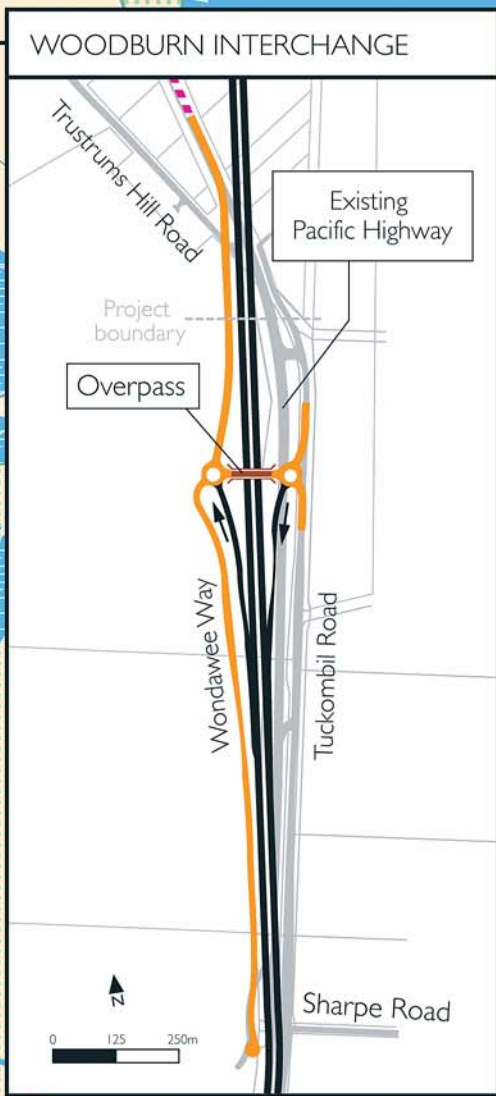 WOODBURN INTERCHANGE
Trustrums Hill Road
Existing
Pacific Highway
Project
boundary
Overpass
Wondawee Way
Tuckombil Road
N
Sharpe Road
0 125 250m